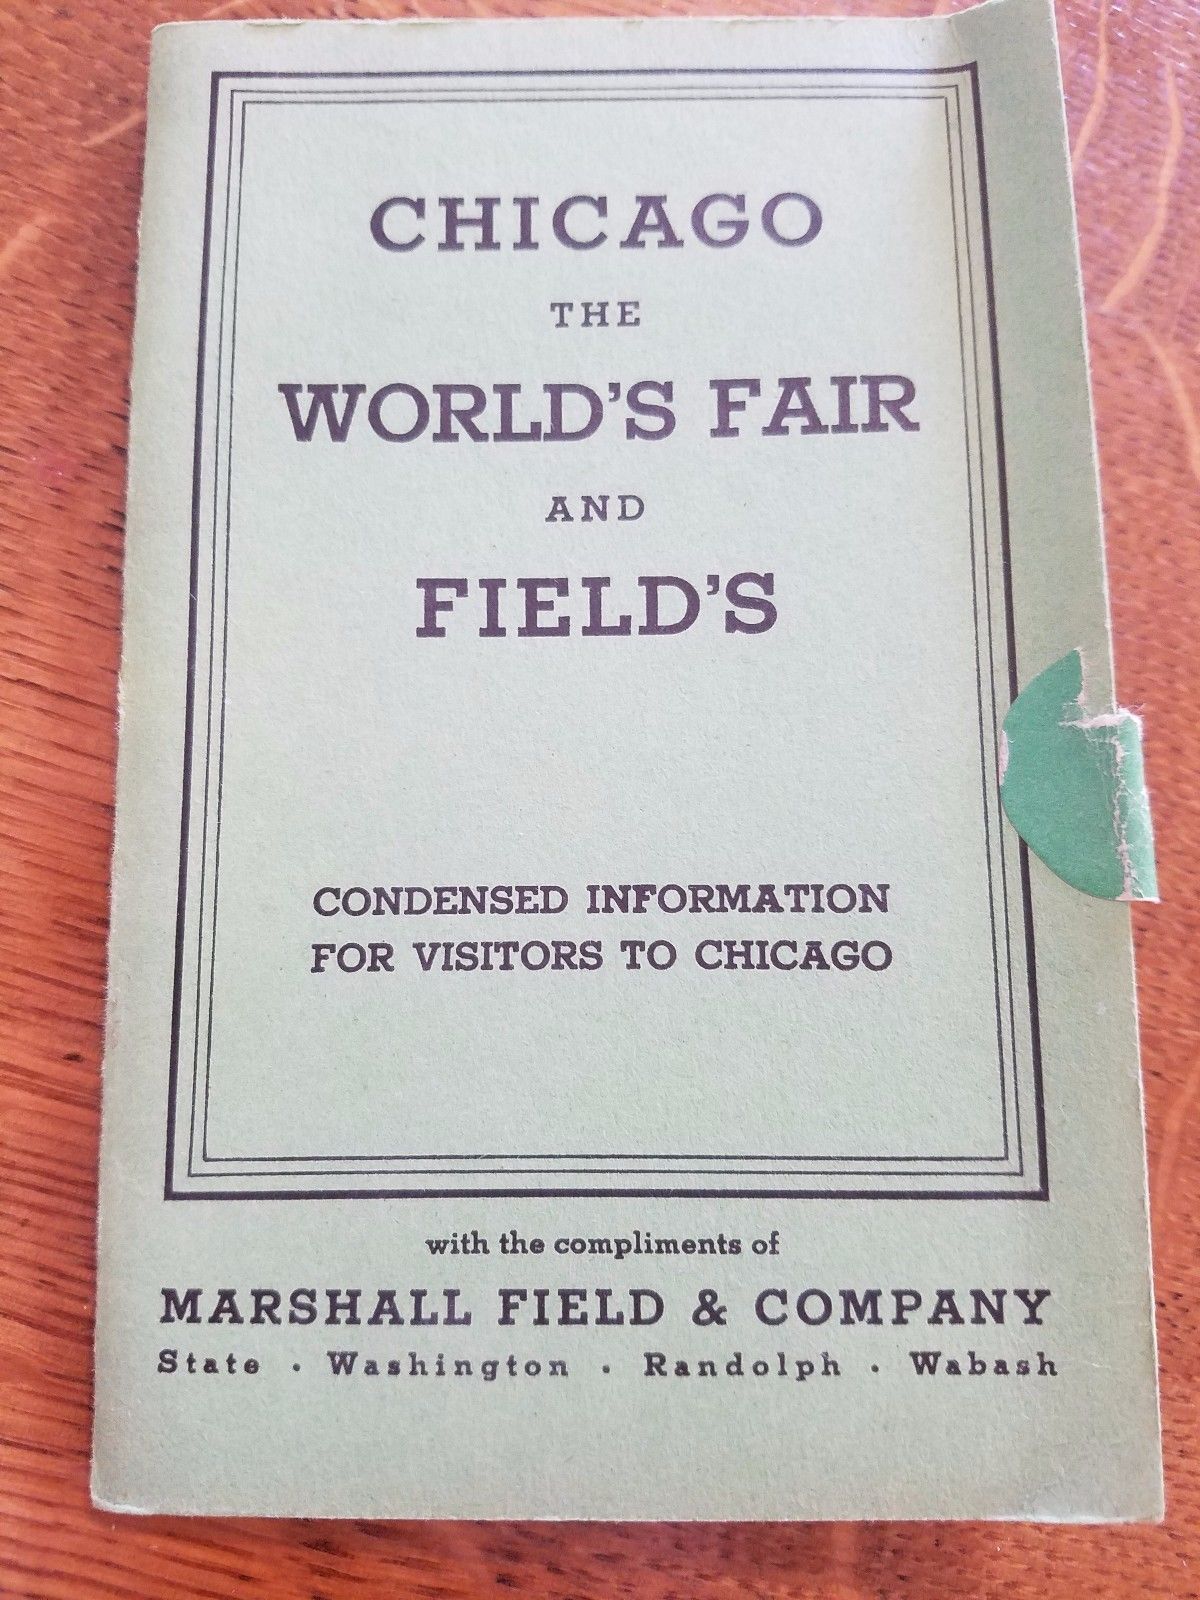 CHICAGO
THE
WORLD'S FAIR
AND
FIELD'S
CONDENSED INFORMATION
FOR VISITORS TO CHICAGO
with the compliments of
MARSHALL FIELD & COMPANY
State · Washington · Randolph · Wabash